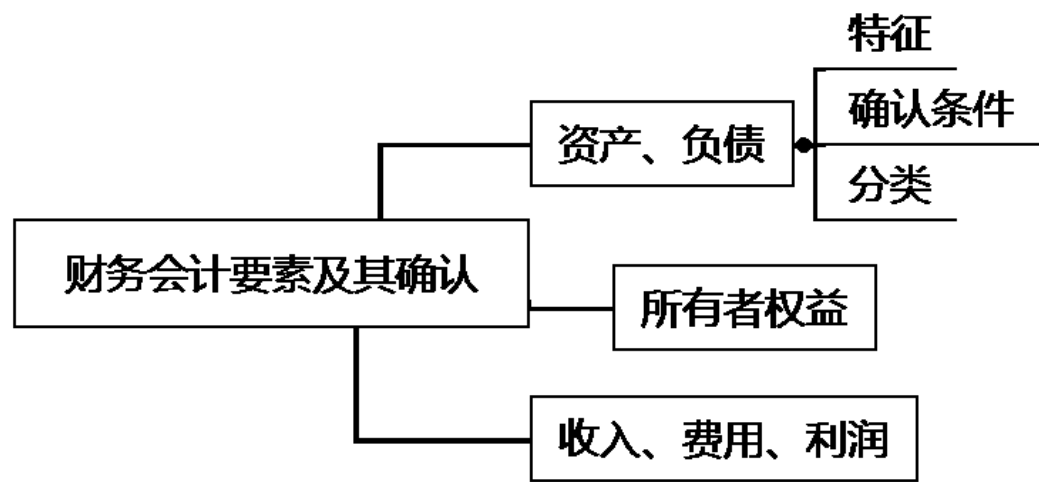 财务会计要素及其确认
资产、负债
特征
确认条件
分类
所有者权益
收入、费用、利润